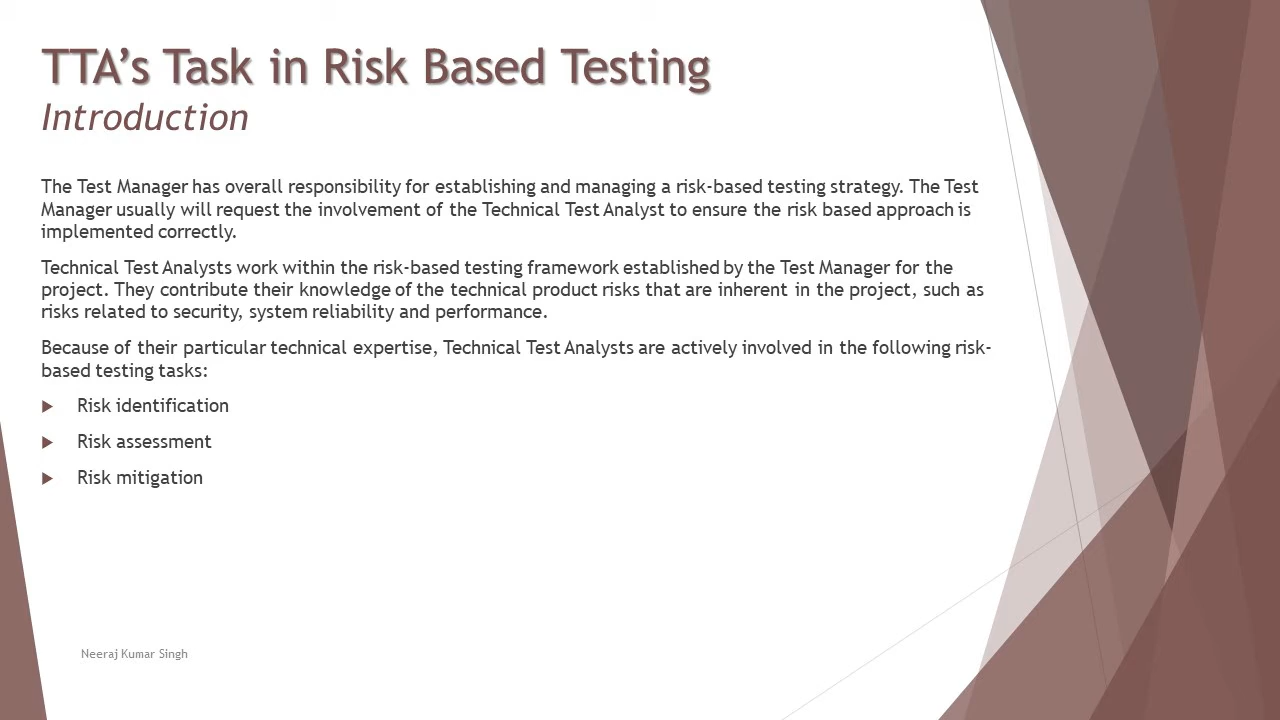 TTA's Task in Risk Based Testing
Introduction
The Test Manager has overall responsibility for establishing and managing a risk-based testing strategy. The Test
Manager usually will request the involvement of the Technical Test Analyst to ensure the risk based approach is
implemented correctly.
Technical Test Analysts work within the risk-based testing framework established by the Test Manager for the
project. They contribute their knowledge of the technical product risks that are inherent in the project, such as
risks related to security, system reliability and performance.
Because of their particular technical expertise, Technical Test Analysts are actively involved in the following risk-
based testing tasks:
Risk identification
Risk assessment
Risk mitigation
Neeraj Kumar Singh